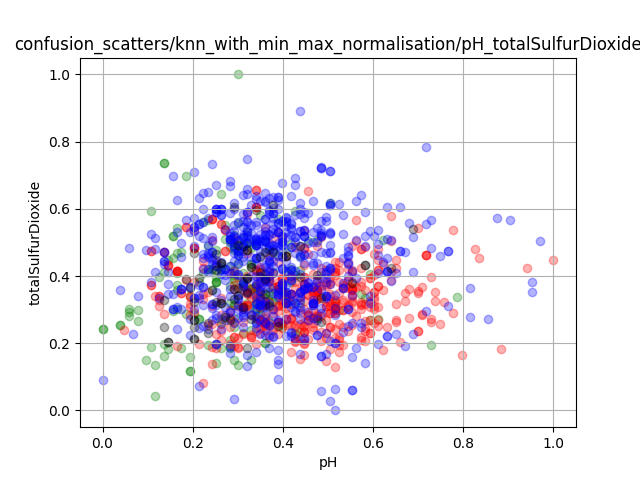 confusion_scatters/knn_with_min_max_normalisation/pH_totalSulfurDioxide
1.0
0.8
0.6
0.4
0.2
0.0
totalSulfurDioxide
0.0 0.2 0.4 0.6 0.8 1.0
pH